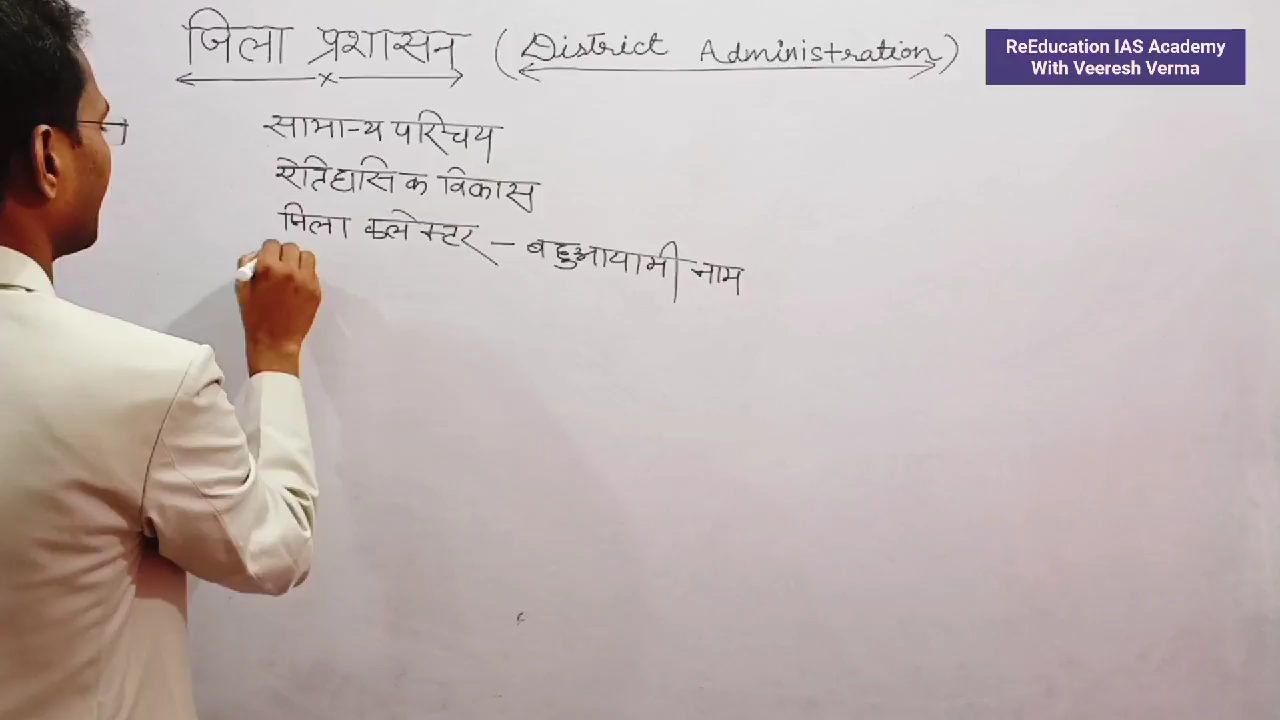 जिला प्रशासन (District Administration)
ReEducation IAS Academy
With Veeresh Verma
सामान्य परिचय
ऐतिहासिक विकास
जिला कलेक्टर - बहुआयामी नाम